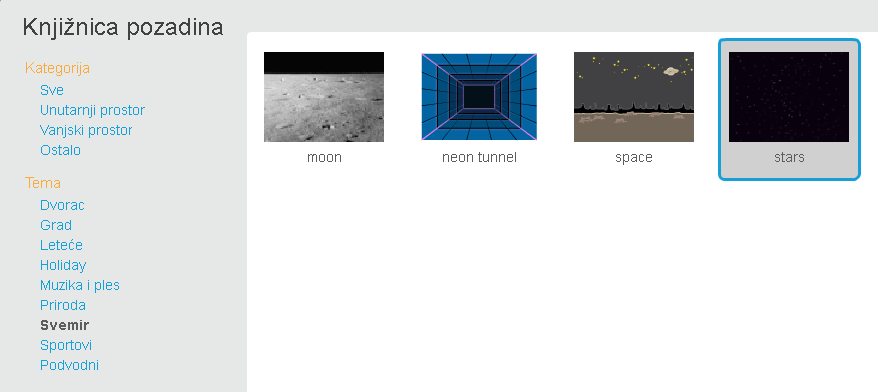 Knjižnica pozadina
Kategorija
Sve
Unutarnji prostor
Vanjski prostor
Ostalo
Tema
Dvorac
Grad
Leteće
Holiday
Muzika i ples
Priroda
Svemir
Sportovi
Podvodni
moon
neon tunnel
space
stars